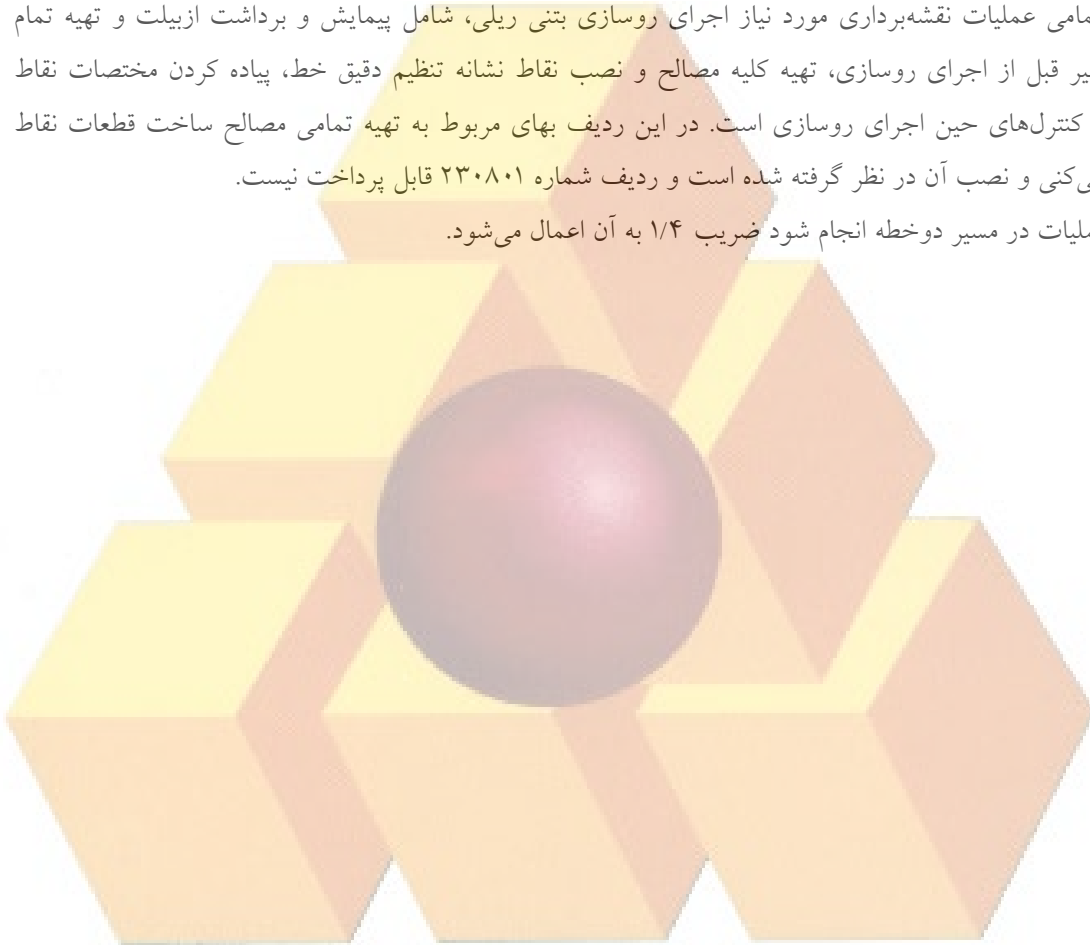 مامی عملیات نقشه‌برداری مورد نیاز اجرای روسازی بتنی ریلی، شامل پیمایش و برداشت ازبیلت و تهیه تمام
یر قبل از اجرای روسازی، تهیه کلیه مصالح و نصب نقاط نشانه تنظیم دقیق خط، پیاده کردن مختصات نقاط
کنترل‌های حین اجرای روسازی است. در این ردیف بهای مربوط به تهیه تمامی مصالح ساخت قطعات نقاط
ی‌کنی و نصب آن در نظر گرفته شده است و ردیف شماره ۲۳۰۸۰۱ قابل پرداخت نیست.
ملیات در مسیر دوخطه انجام شود ضریب ۱/۴ به آن اعمال می‌شود.